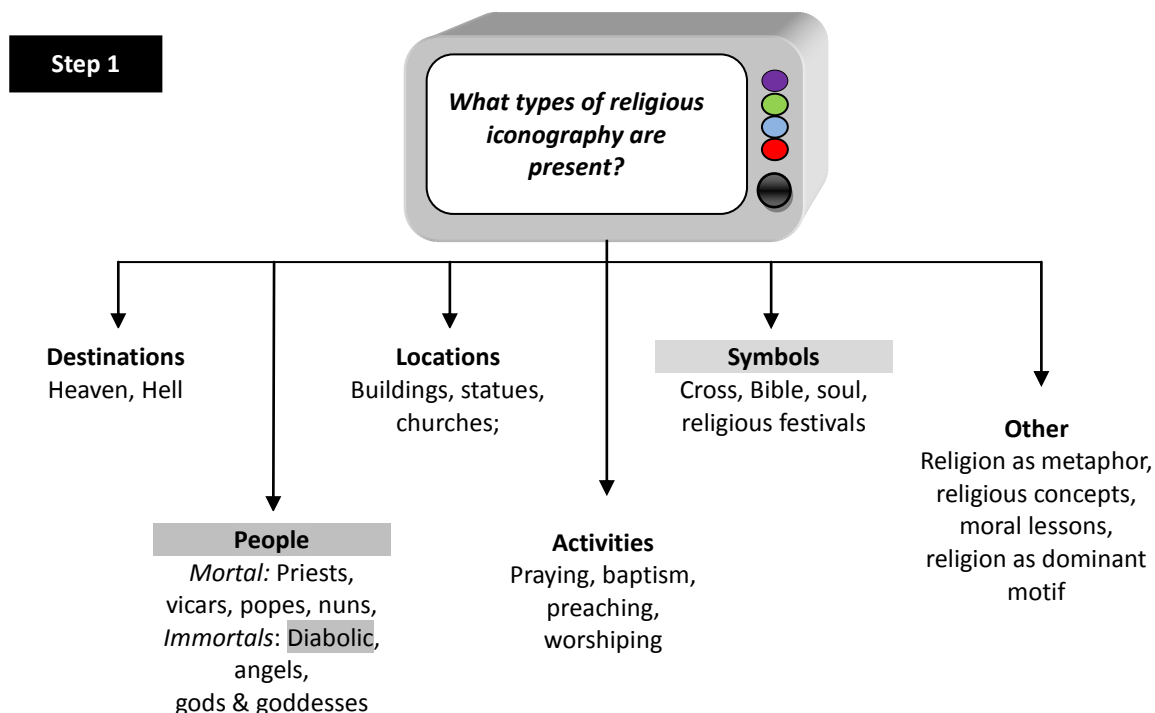 Step 1
What types of religious
iconography are
present?
Destinations
Heaven, Hell
Locations
Buildings, statues,
churches;
Symbols
Cross, Bible, soul,
religious festivals
Other
Religion as metaphor,
religious concepts,
moral lessons,
religion as dominant
motif
People
Mortal: Priests,
vicars, popes, nuns,
Immortals: Diabolic,
angels,
gods & goddesses
Activities
Praying, baptism,
preaching,
worshiping